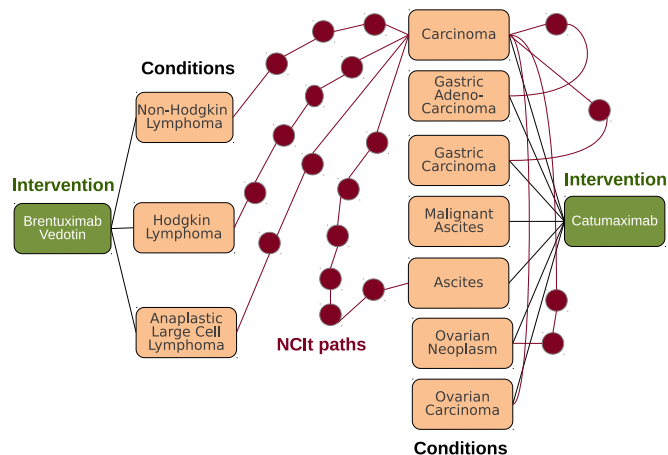 Carcinoma
Conditions
Gastric
Adeno-
Carcinoma
Non-Hodgkin
Lymphoma
Gastric
Carcinoma
Intervention
Intervention
Brentuximab
Vedotin
Hodgkin
Lymphoma
Malignant
Ascites
Catumaximab
Ascites
Anaplastic
Large Cell
Lymphoma
NCIt paths
Ovarian
Neoplasm
Ovarian
Carcinoma
Conditions